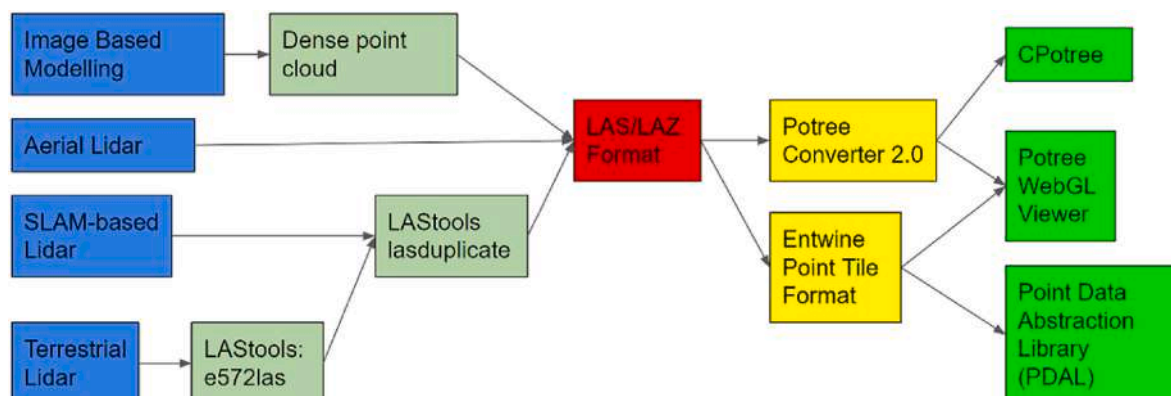 Image Based
Modelling
Dense point
cloud
Aerial Lidar
SLAM-based
Lidar
LAStools
lasduplicate
Terrestrial
Lidar
LAStools:
e572las
LAS/LAZ
Format
Potree
Converter 2.0
Entwine
Point Tile
Format
CPotree
Potree
WebGL
Viewer
Point Data
Abstraction
Library
(PDAL)